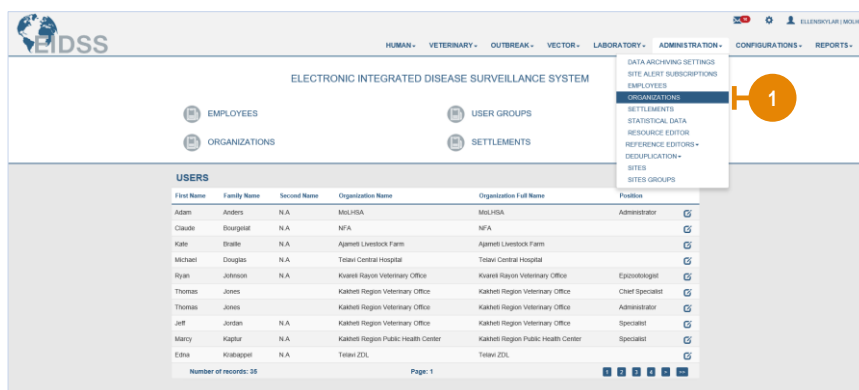 EIDSS
ELLENSKYLAR | MOLH
HUMAN VETERINARY OUTBREAK VECTOR LABORATORY ADMINISTRATION CONFIGURATIONS REPORTS
DATA ARCHIVING SETTINGS
SITE ALERT SUBSCRIPTIONS
EMPLOYEES
ORGANIZATIONS
SETTLEMENTS
STATISTICAL DATA
RESOURCE EDITOR
REFERENCE EDITORS
DEDUPLICATION
SITES
SITES GROUPS
1
ELECTRONIC INTEGRATED DISEASE SURVEILLANCE SYSTEM
EMPLOYEES USER GROUPS
ORGANIZATIONS SETTLEMENTS
USERS
First Name Family Name Second Name Organization Name Organization Full Name Position
Adam Anders N.A MoLHSA MoLHSA Administrator
Claude Bourgelat N.A NFA NFA
Kate Braille N.A Ajameti Livestock Farm Ajameti Livestock Farm
Michael Douglas N.A Telavi Central Hospital Telavi Central Hospital
Ryan Johnson N.A Kvareli Rayon Veterinary Office Kvareli Rayon Veterinary Office Epizootologist
Thomas Jones Kakheti Region Veterinary Office Kakheti Region Veterinary Office Chief Specialist
Thomas Jones Kakheti Region Veterinary Office Kakheti Region Veterinary Office Administrator
Jeff Jordan N.A Kakheti Region Veterinary Office Kakheti Region Veterinary Office Specialist
Marcy Kaptur N.A Kakheti Region Public Health Center Kakheti Region Public Health Center Specialist
Edna Krabappel N.A Telavi ZDL Telavi ZDL
Number of records: 35 Page: 1 1 2 3 4 > >>